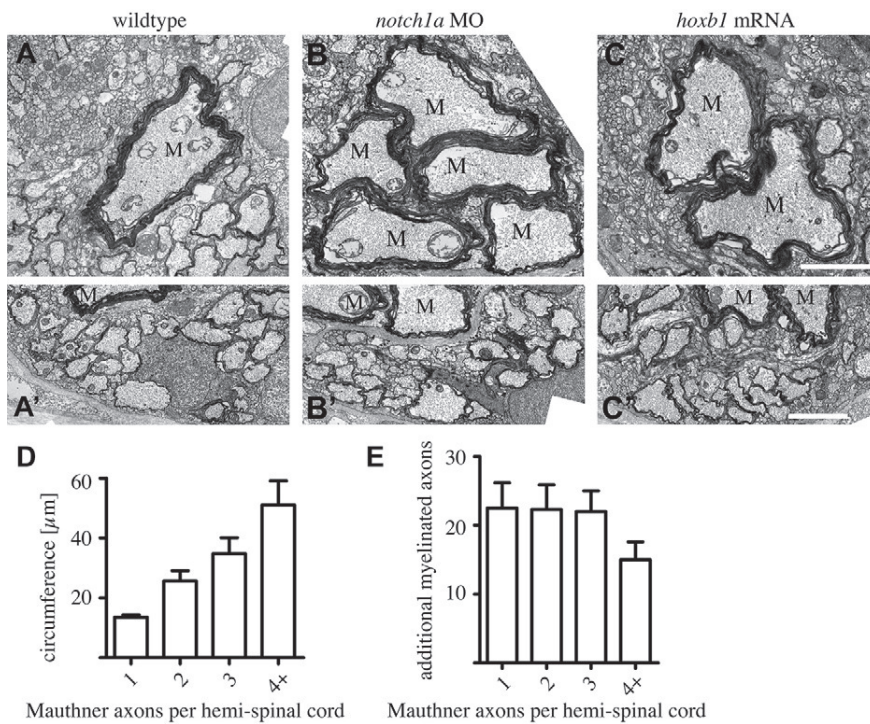 wildtype notch1a MO hoxb1 mRNA
A B C
M M M
M M M
M M
M
A' B' C'
M M M M M
D E
60
40
20
circumference [µm]
1 2 3 4+
Mauthner axons per hemi-spinal cord
30
20
10
additional myelinated axons
1 2 3 4+
Mauthner axons per hemi-spinal cord